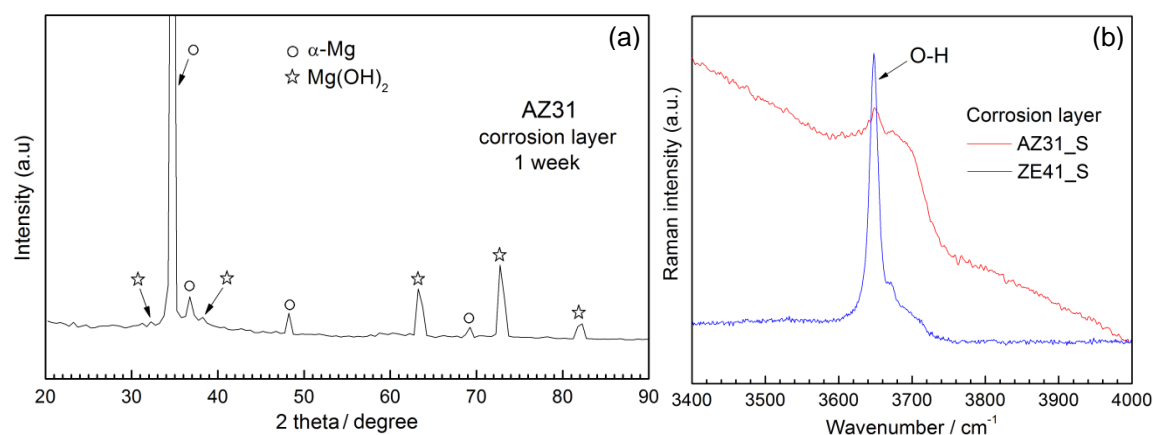 (a)
α-Mg
Mg(OH)₂
AZ31
corrosion layer
1 week
Intensity (a.u)
20 30 40 50 60 70 80 90
2 theta / degree
(b)
O-H
Corrosion layer
AZ31_S
ZE41_S
Raman intensity (a.u.)
3400 3500 3600 3700 3800 3900 4000
Wavenumber / cm⁻¹